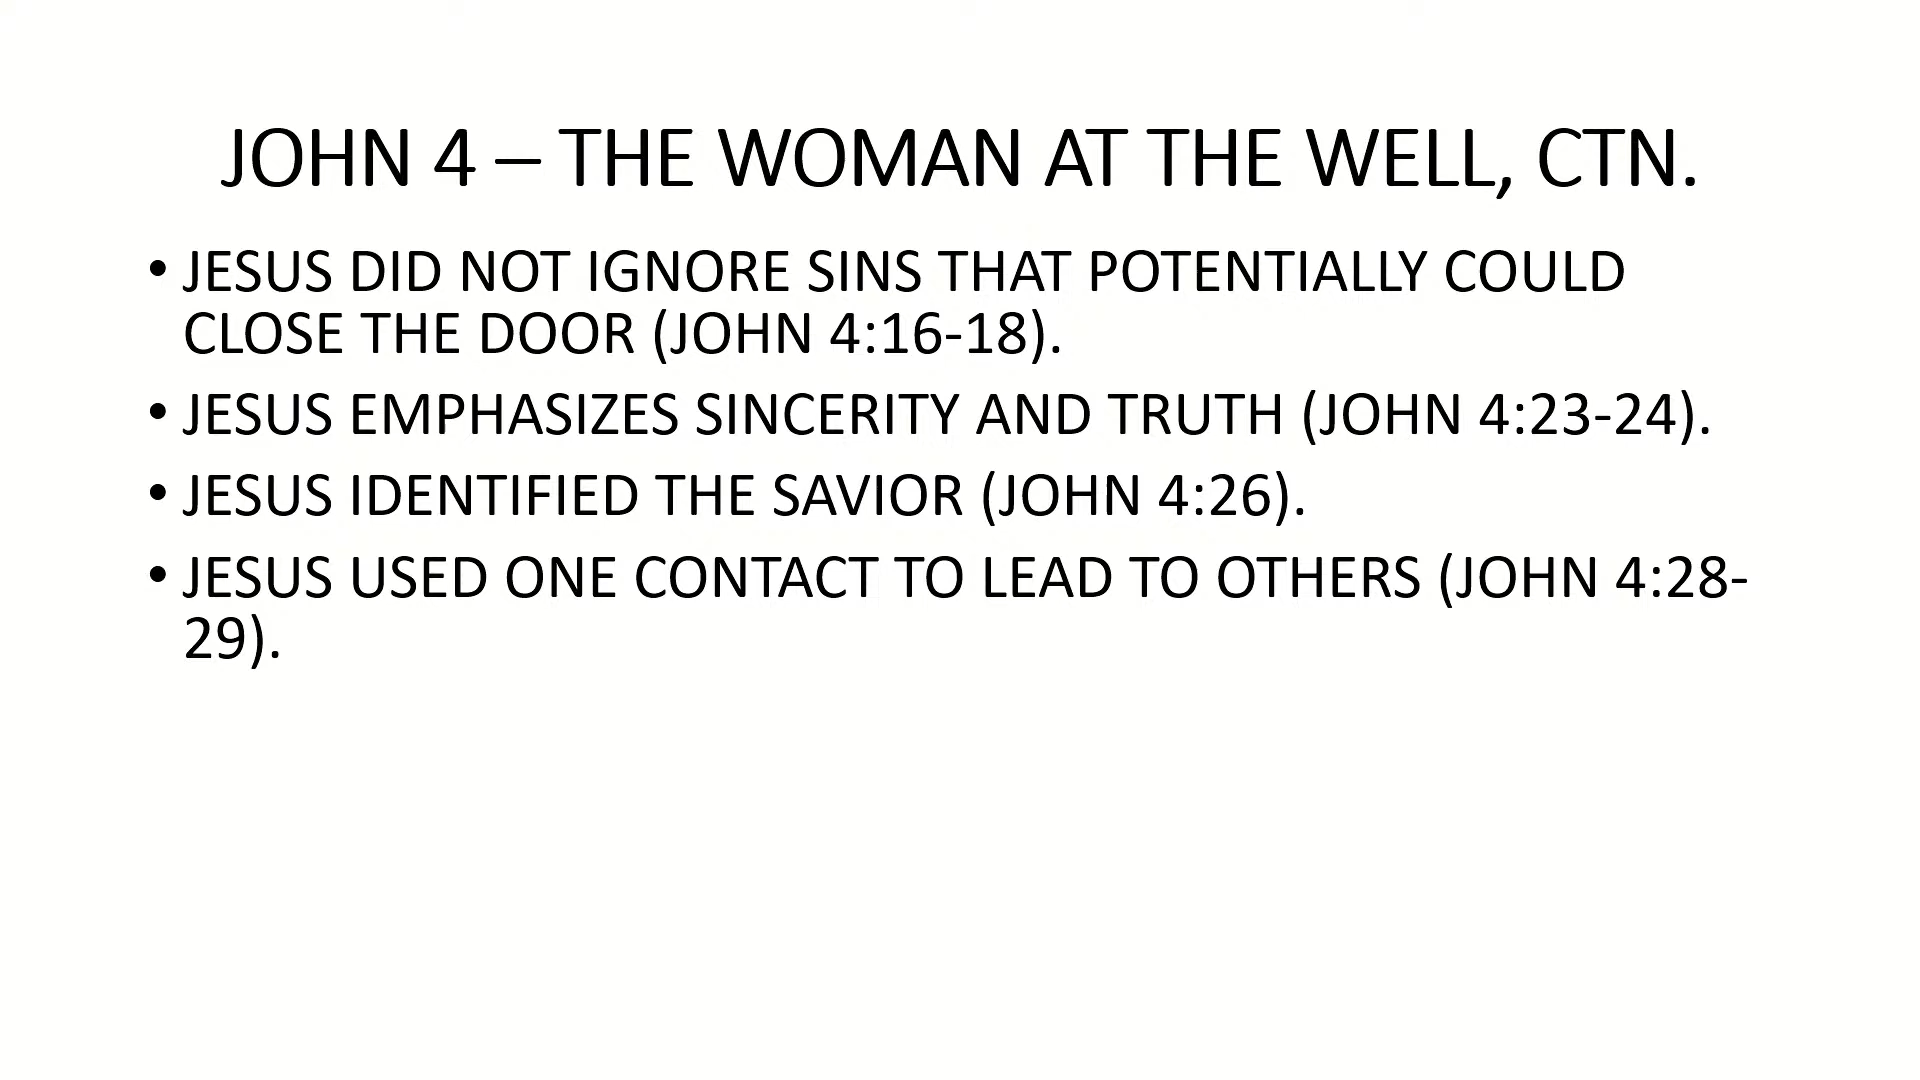 JOHN 4 – THE WOMAN AT THE WELL, CTN.
• JESUS DID NOT IGNORE SINS THAT POTENTIALLY COULD
CLOSE THE DOOR (JOHN 4:16-18).
• JESUS EMPHASIZES SINCERITY AND TRUTH (JOHN 4:23-24).
• JESUS IDENTIFIED THE SAVIOR (JOHN 4:26).
• JESUS USED ONE CONTACT TO LEAD TO OTHERS (JOHN 4:28-
29).